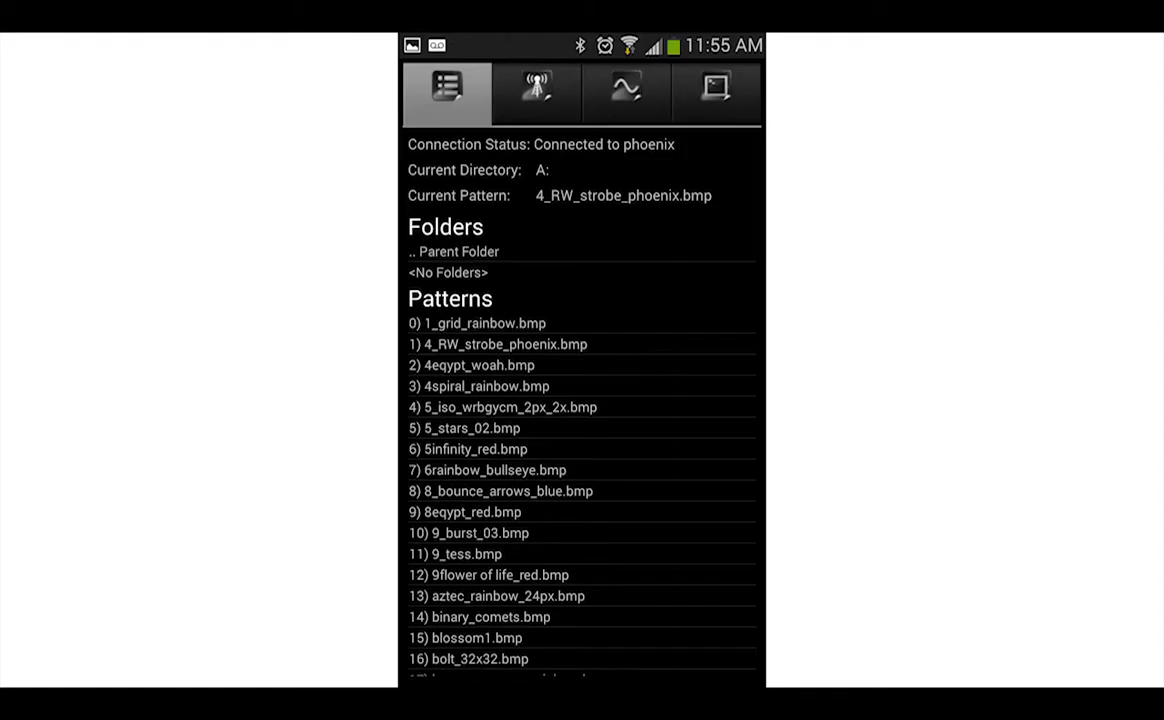 11:55 AM
Connection Status: Connected to phoenix
Current Directory: A:
Current Pattern: 4_RW_strobe_phoenix.bmp
Folders
.. Parent Folder
<No Folders>
Patterns
0) 1_grid_rainbow.bmp
1) 4_RW_strobe_phoenix.bmp
2) 4eqypt_woah.bmp
3) 4spiral_rainbow.bmp
4) 5_iso_wrbgycm_2px_2x.bmp
5) 5_stars_02.bmp
6) 5infinity_red.bmp
7) 6rainbow_bullseye.bmp
8) 8_bounce_arrows_blue.bmp
9) 8eqypt_red.bmp
10) 9_burst_03.bmp
11) 9_tess.bmp
12) 9flower of life_red.bmp
13) aztec_rainbow_24px.bmp
14) binary_comets.bmp
15) blossom1.bmp
16) bolt_32x32.bmp